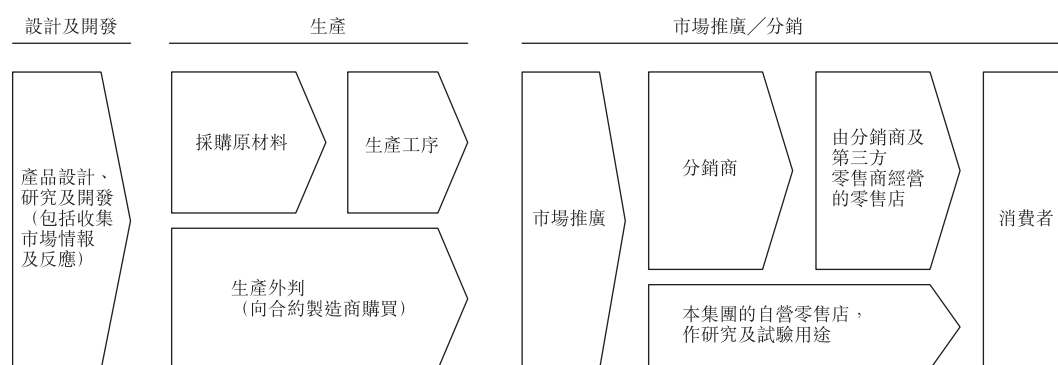 設計及開發
生產
市場推廣／分銷
產品設計、
研究及開發
（包括收集
市場情報
及反應）
採購原材料
生產工序
生產外判
（向合約製造商購買）
市場推廣
分銷商
由分銷商及
第三方
零售商經營
的零售店
本集團的自營零售店，
作研究及試驗用途
消費者